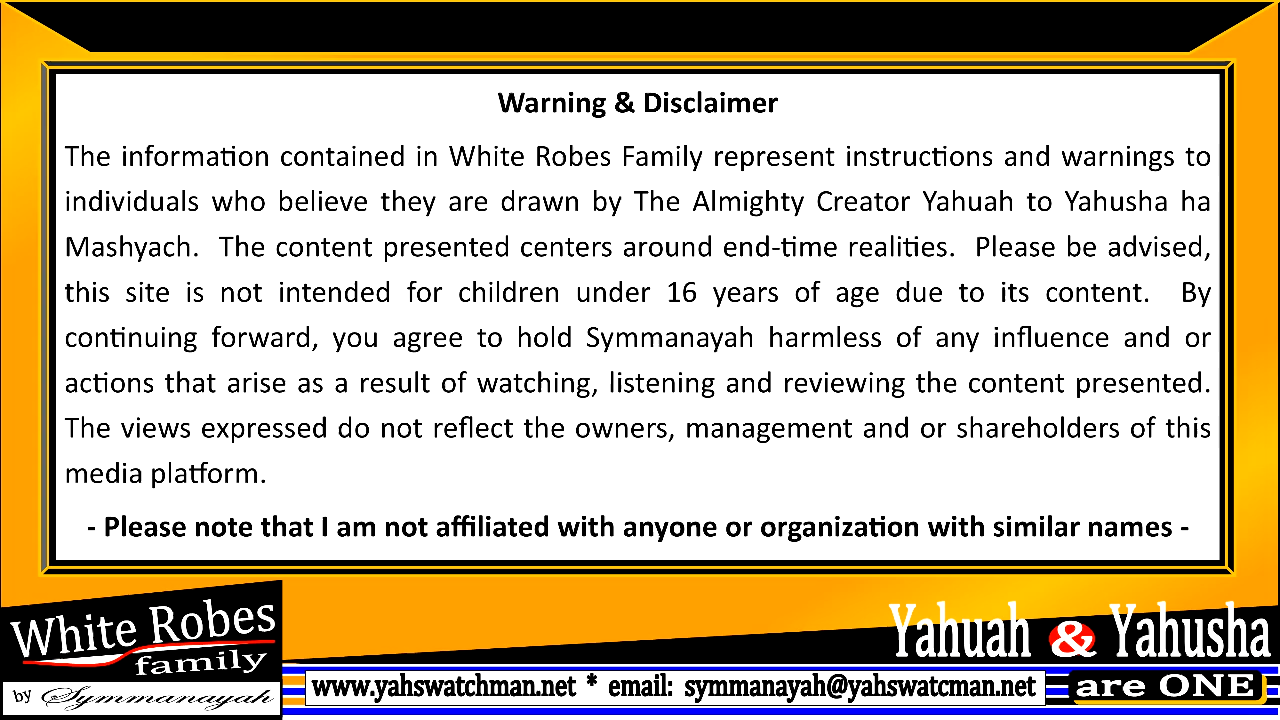 Warning & Disclaimer
The information contained in White Robes Family represent instructions and warnings to
individuals who believe they are drawn by The Almighty Creator Yahuah to Yahusha ha
Mashyach.  The content presented centers around end-time realities.  Please be advised,
this site is not intended for children under 16 years of age due to its content.  By
continuing forward, you agree to hold Symmanayah harmless of any influence and or
actions that arise as a result of watching, listening and reviewing the content presented.
The views expressed do not reflect the owners, management and or shareholders of this
media platform.
- Please note that I am not affiliated with anyone or organization with similar names -
White Robes
family
by Symmanayah
Yahuah & Yahusha
www.yahswatchman.net * email: symmanayah@yahswatcman.net
are ONE